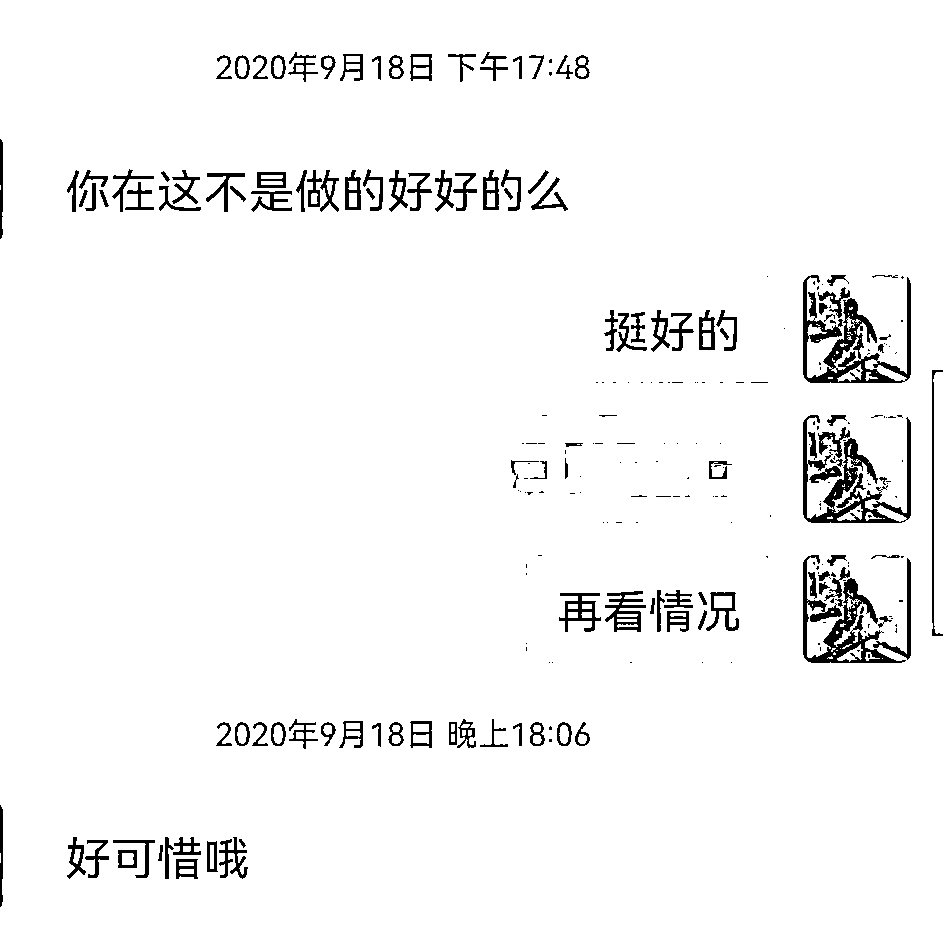 2020年9月18日 下午17:48
你在这不是做的好好的么
挺好的
再看情况
2020年9月18日 晚上18:06
好可惜哦